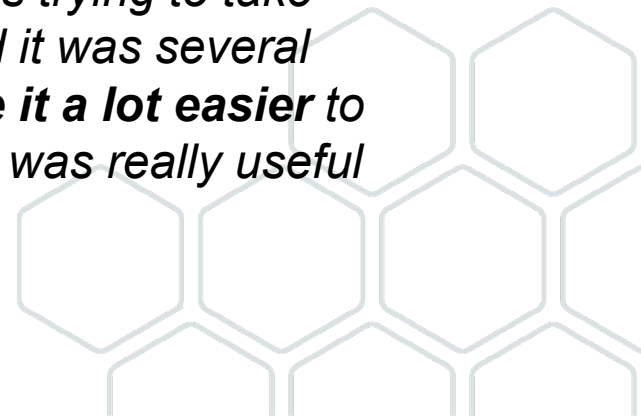 s trying to take
it was several
it a lot easier to
was really useful